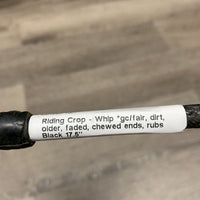 Riding Crop - Whip *gc/fair, dirt,
older, faded, chewed ends, rubs
Black 17.5"